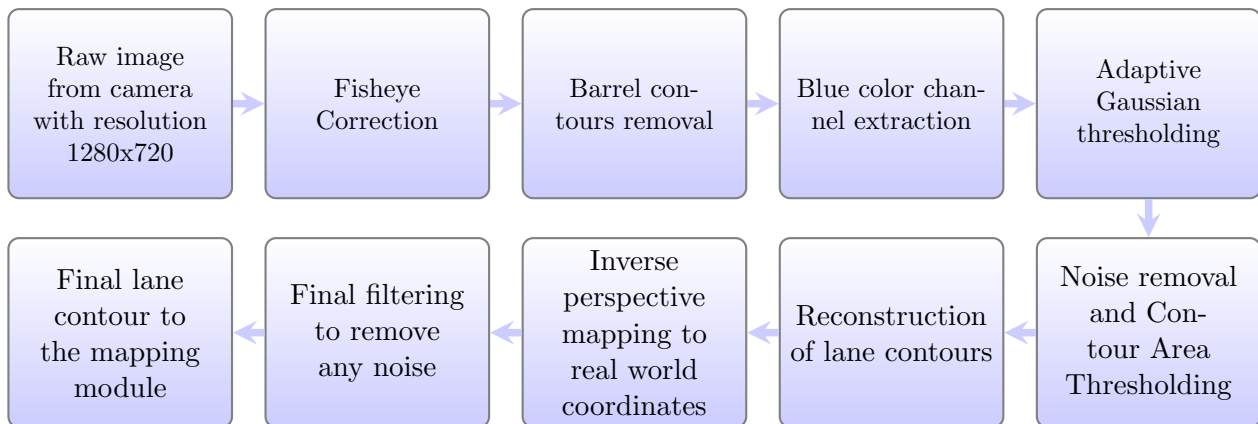 Raw image
from camera
with resolution
1280x720
Fisheye
Correction
Barrel con-
tours removal
Blue color chan-
nel extraction
Adaptive
Gaussian
thresholding
Noise removal
and Con-
tour Area
Thresholding
Reconstruction
of lane contours
Inverse
perspective
mapping to
real world
coordinates
Final filtering
to remove
any noise
Final lane
contour to
the mapping
module